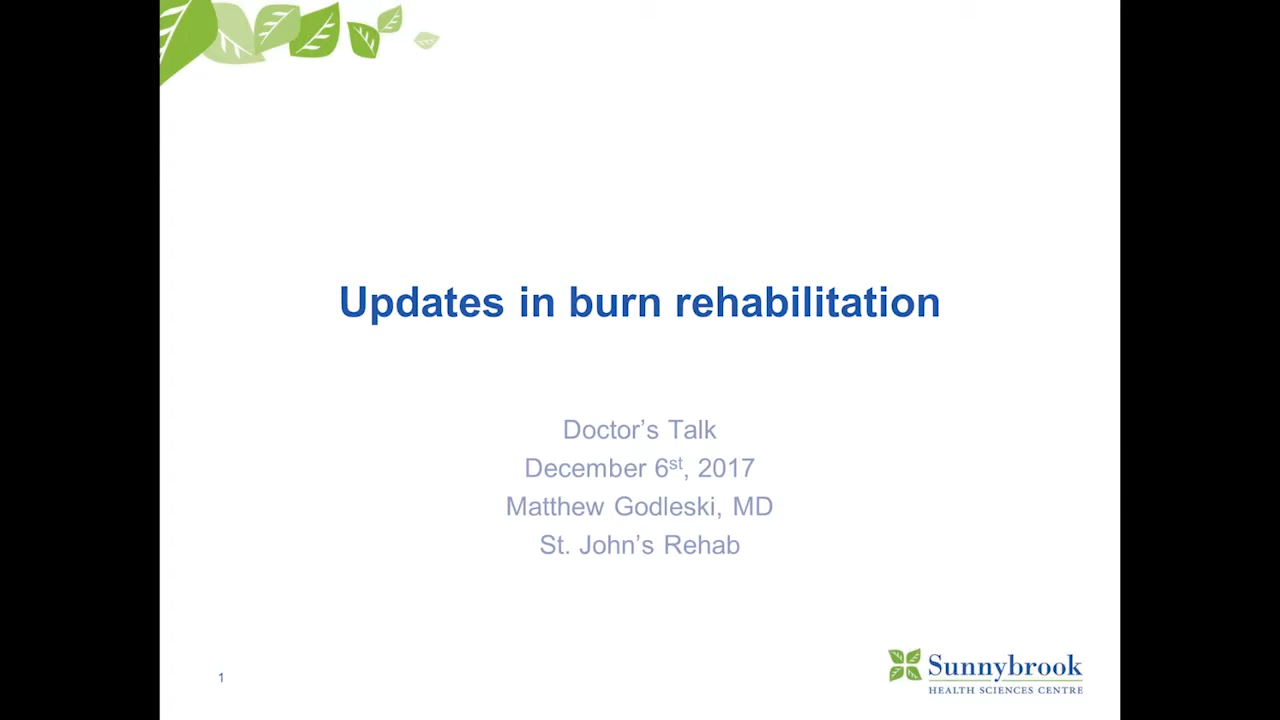 Updates in burn rehabilitation
Doctor’s Talk
December 6st, 2017
Matthew Godleski, MD
St. John’s Rehab
1
Sunnybrook
HEALTH SCIENCES CENTRE